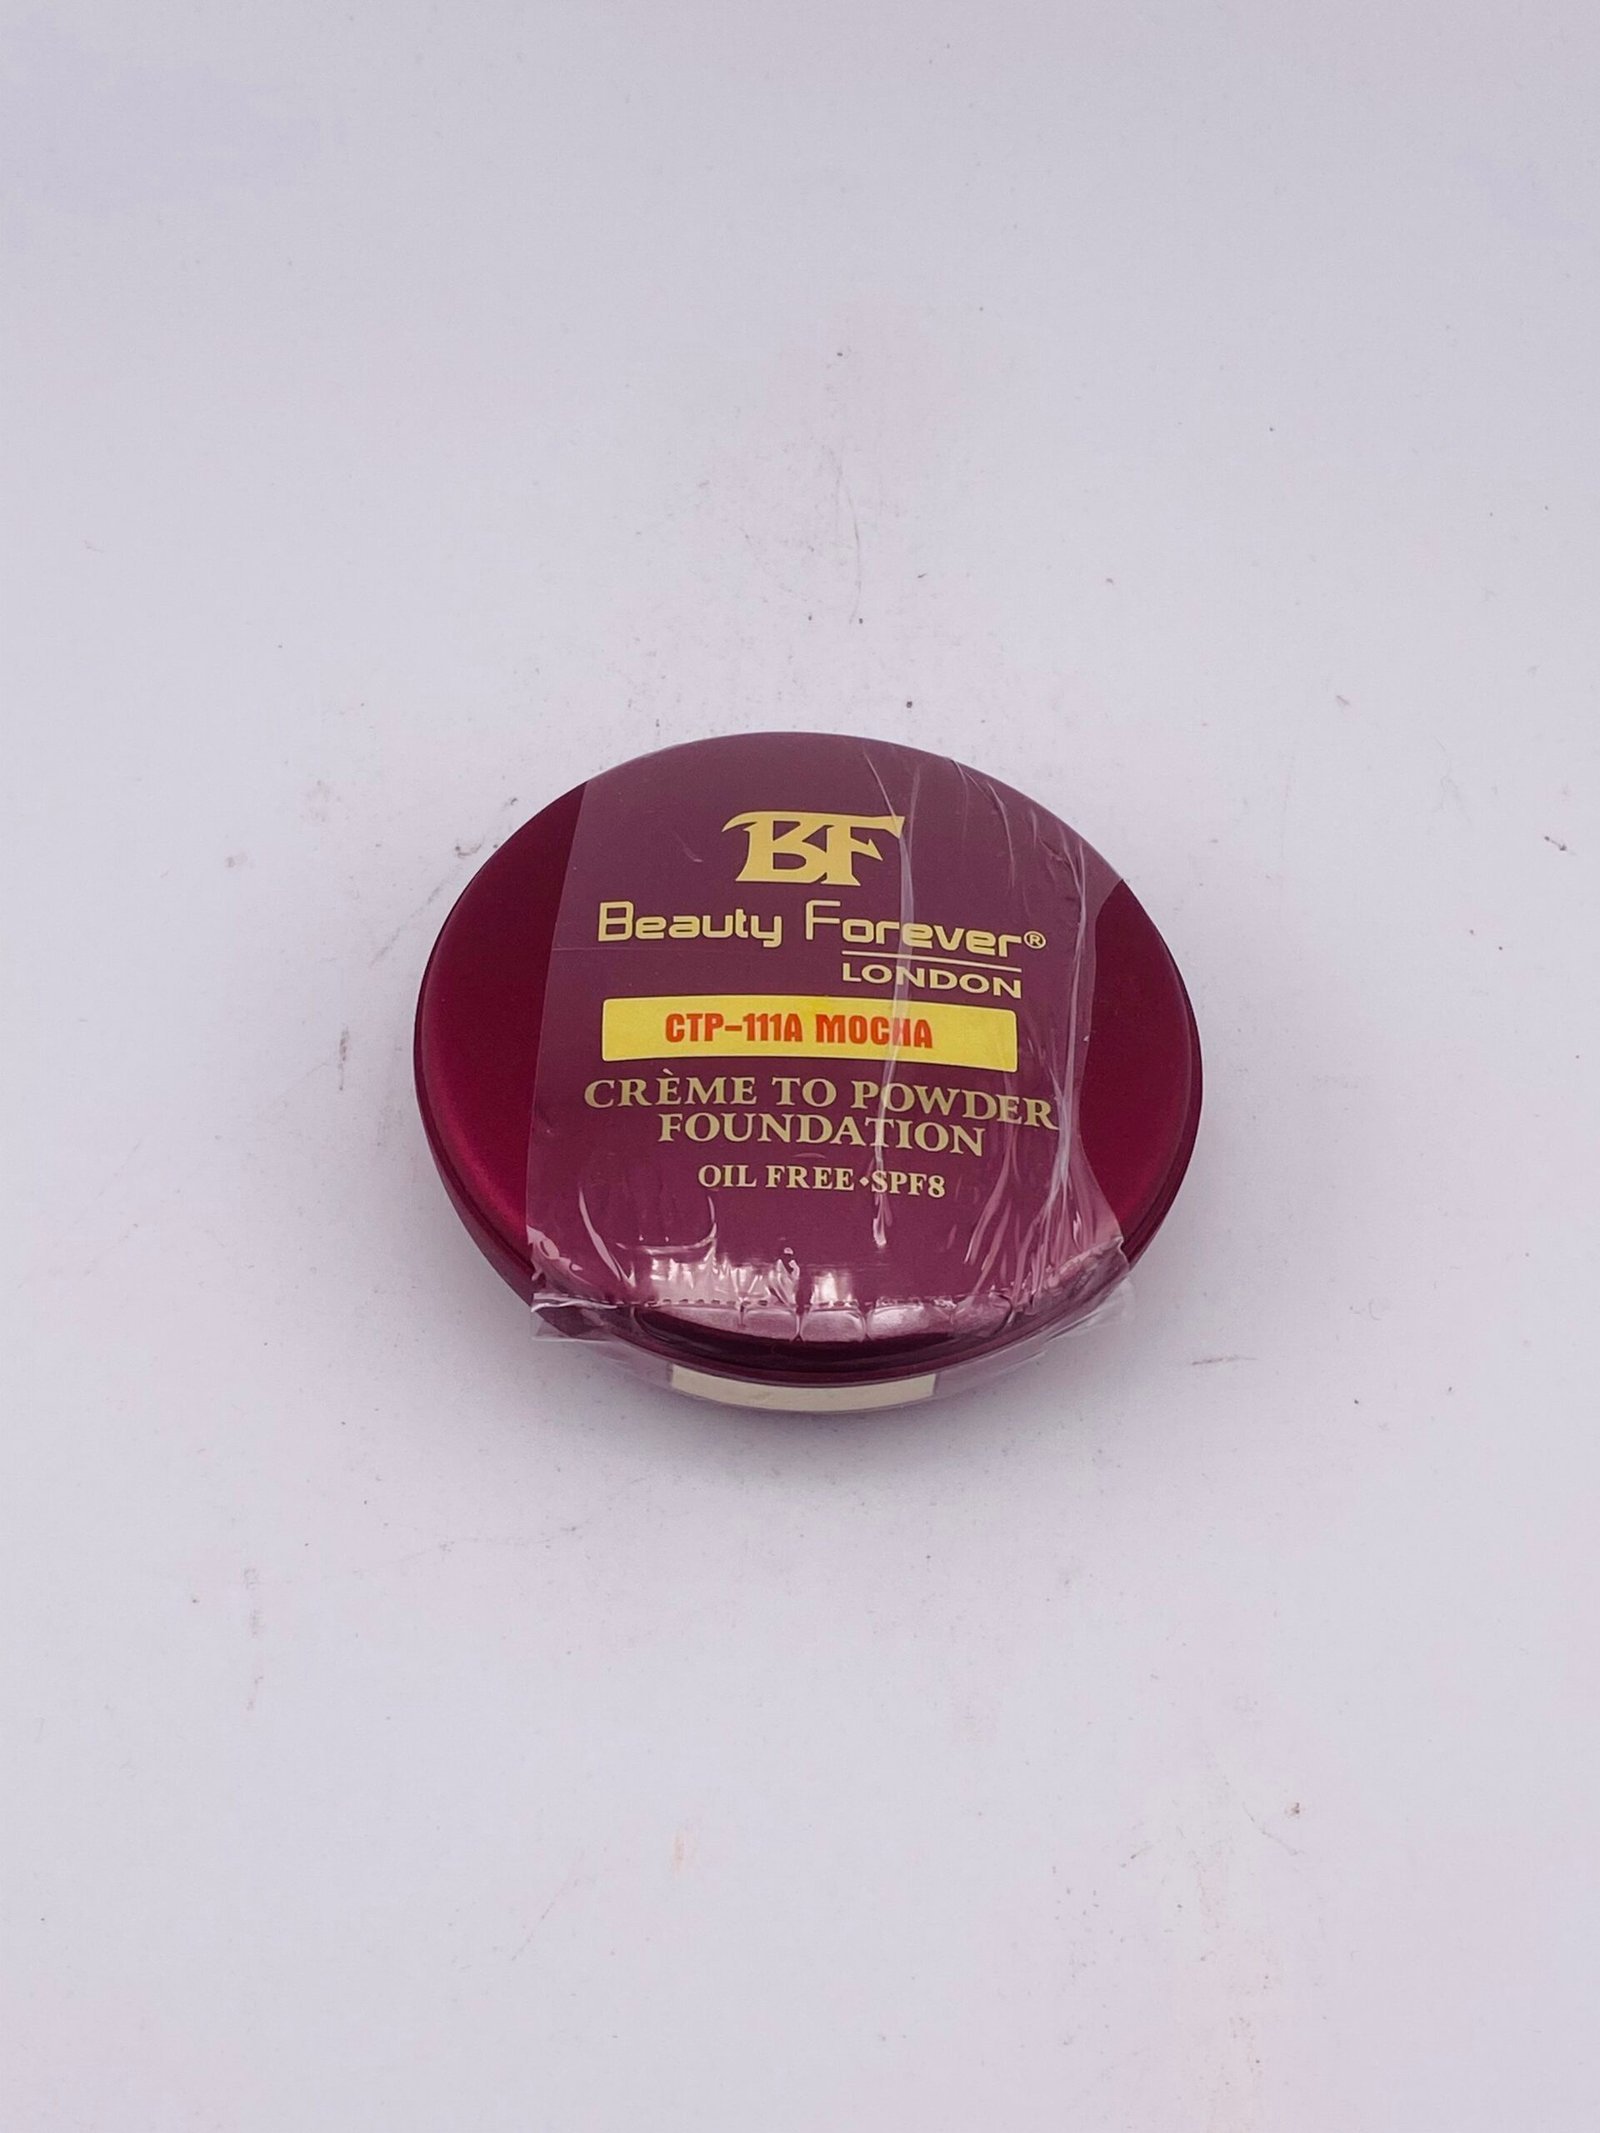 BF
Beauty Forever®
LONDON
CTP-111A MOCHA
CRÈME TO POWDER
FOUNDATION
OIL FREE•SPF8